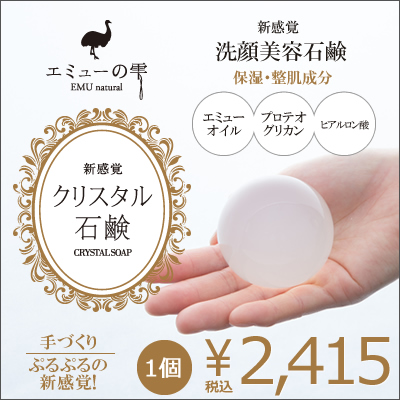 エミューの雫
EMU natural
新感覚
洗顔美容石鹸
保湿・整肌成分
エミュー
オイル
プロテオ
グリカン
ヒアルロン酸
新感覚
クリスタル
石鹸
CRYSTAL SOAP
手づくり
ぷるぷるの
新感覚!
1個
¥2,415
税込